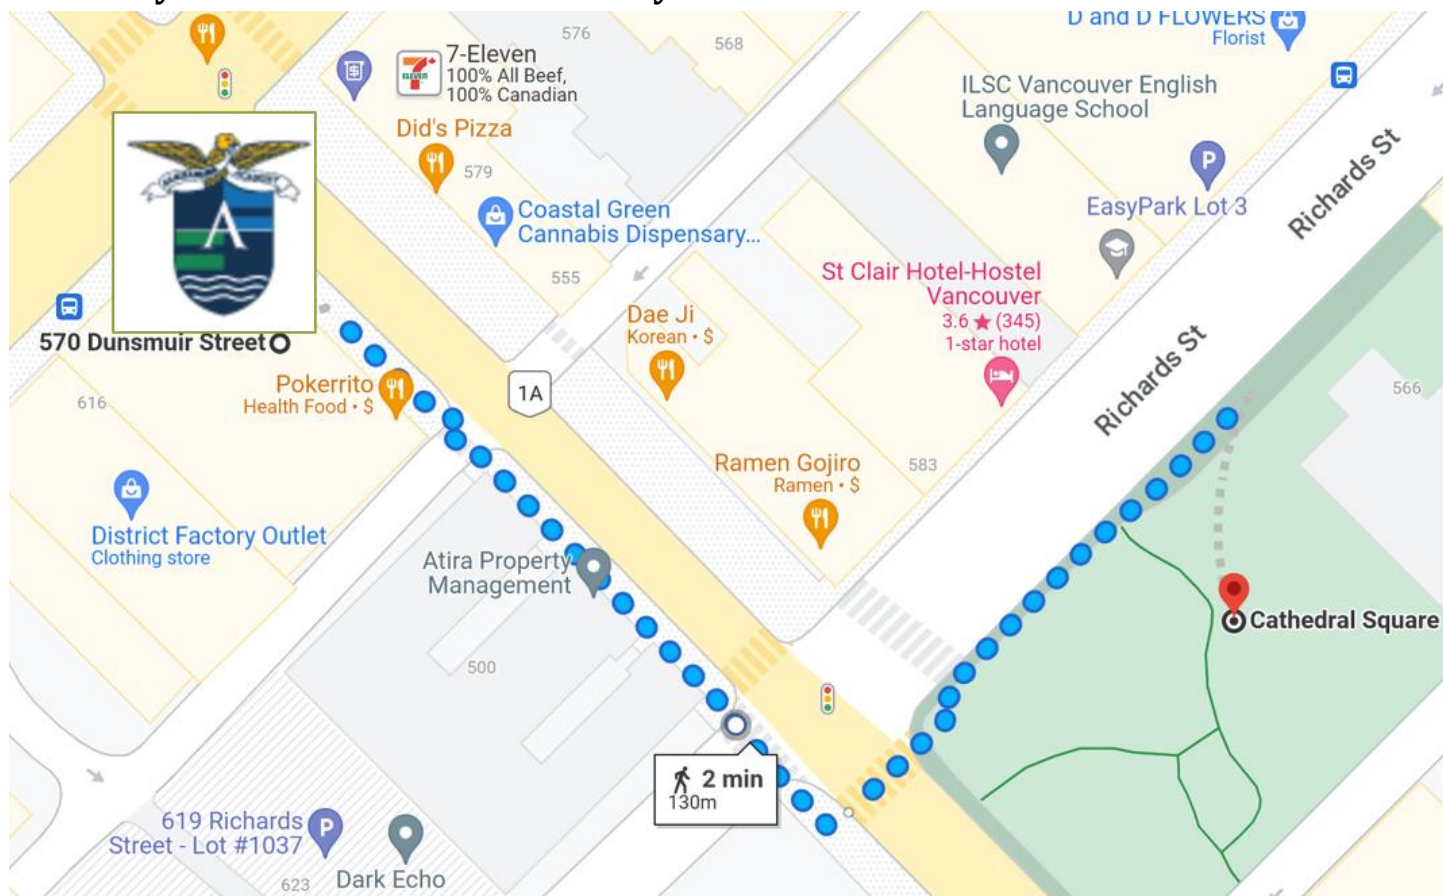 576
568
D and D FLOWERS
Florist
7-Eleven
100% All Beef,
100% Canadian
ELEVEN
ILSC Vancouver English
Language School
Did's Pizza
579
P
EasyPark Lot 3
Richards St
Coastal Green
Cannabis Dispensary...
A
555
St Clair Hotel-Hostel
Vancouver
3.6 ★ (345)
1-star hotel
Dae Ji
Korean • $
570 Dunsmuir Street
Richards St
Pokerrito
Health Food • $
1A
616
566
Ramen Gojiro
Ramen • $
583
District Factory Outlet
Clothing store
Atira Property
Management
Cathedral Square
500
2 min
130m
619 Richards
Street - Lot #1037
P
Dark Echo
623